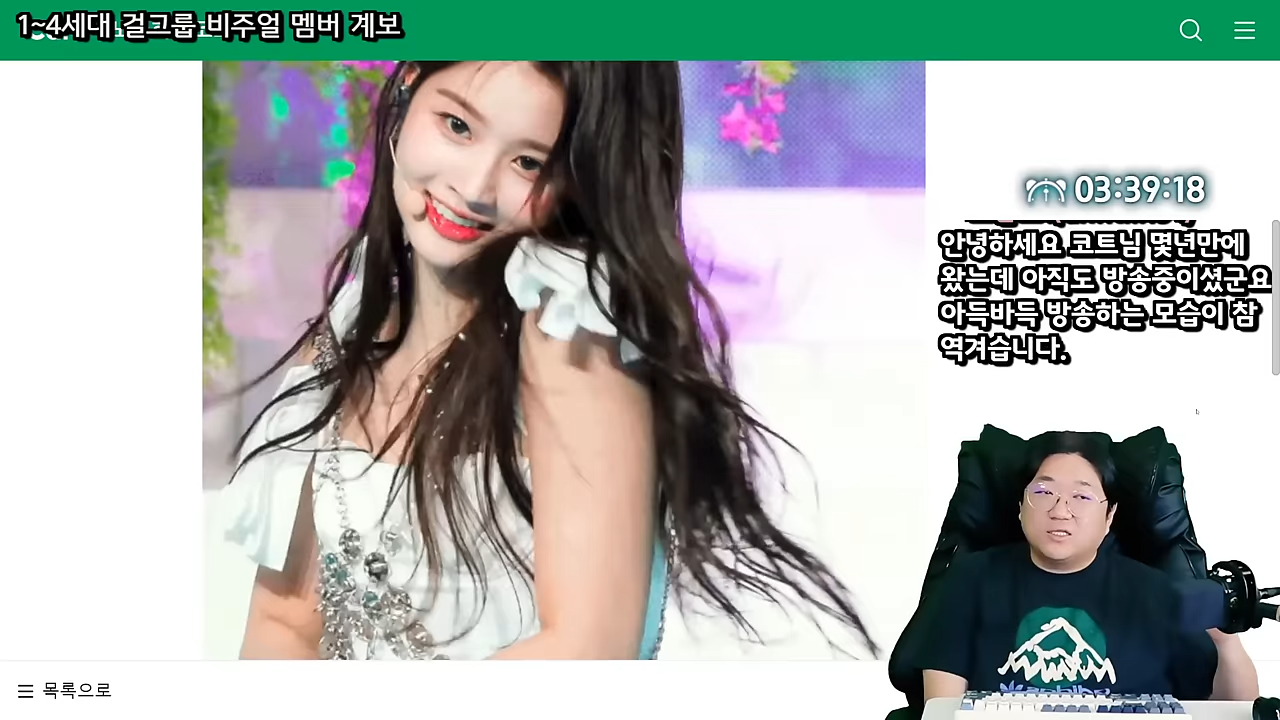 1~4세대 걸그룹 비주얼 멤버 계보
03:39:18
안녕하세요 코트님 몇년만에
왔는데 아직도 방송중이셨군요
아득바득 방송하는 모습이 참
역겨습니다.
목록으로